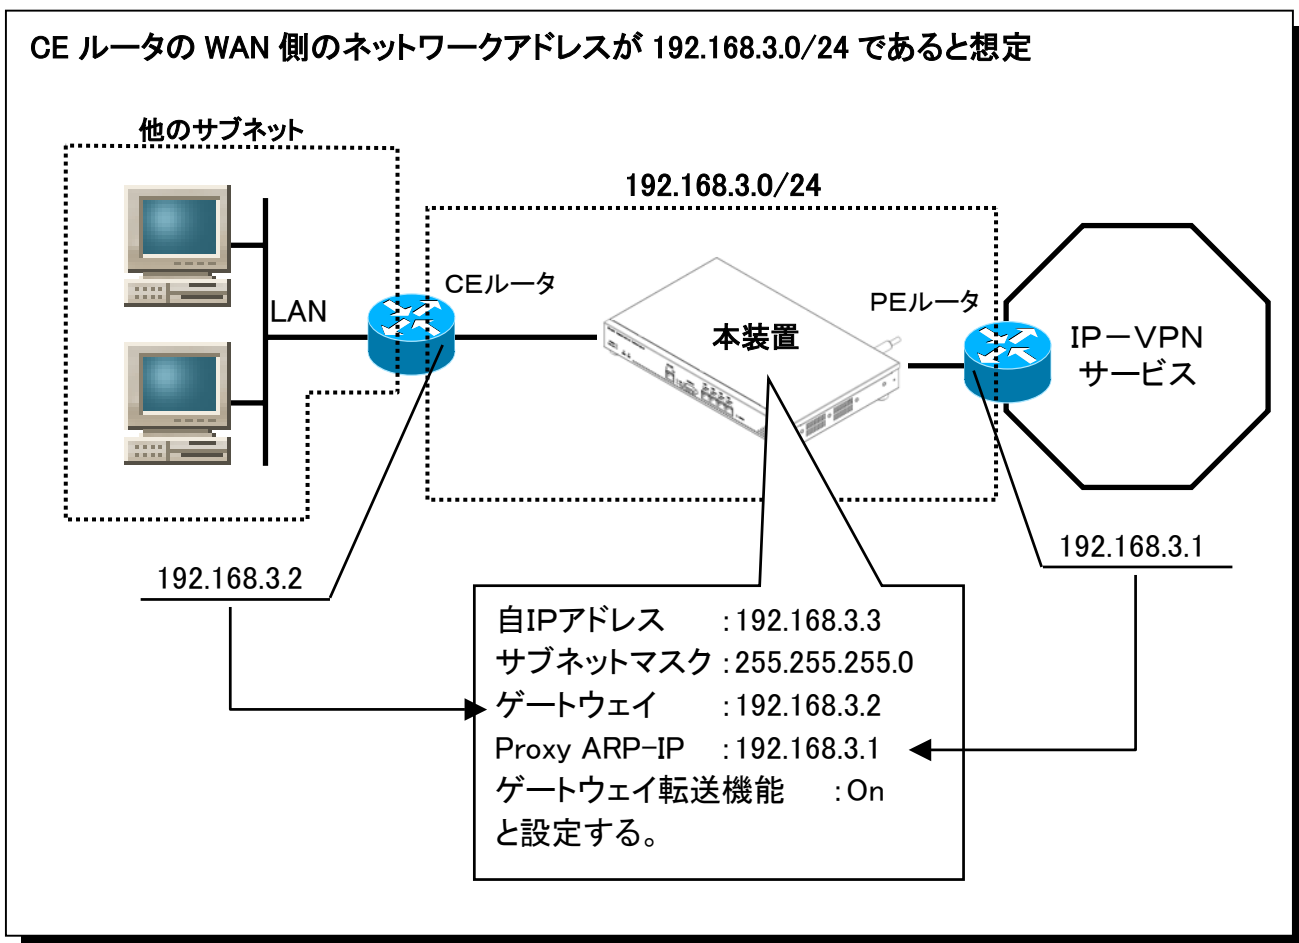 CE ルータの WAN 側のネットワークアドレスが 192.168.3.0/24 であると想定
他のサブネット
192.168.3.0/24
CEルータ
PEルータ
LAN
本装置
IP－VPN
サービス
192.168.3.1
192.168.3.2
自IPアドレス :192.168.3.3
サブネットマスク :255.255.255.0
ゲートウェイ :192.168.3.2
Proxy ARP-IP :192.168.3.1
ゲートウェイ転送機能 :On
と設定する。